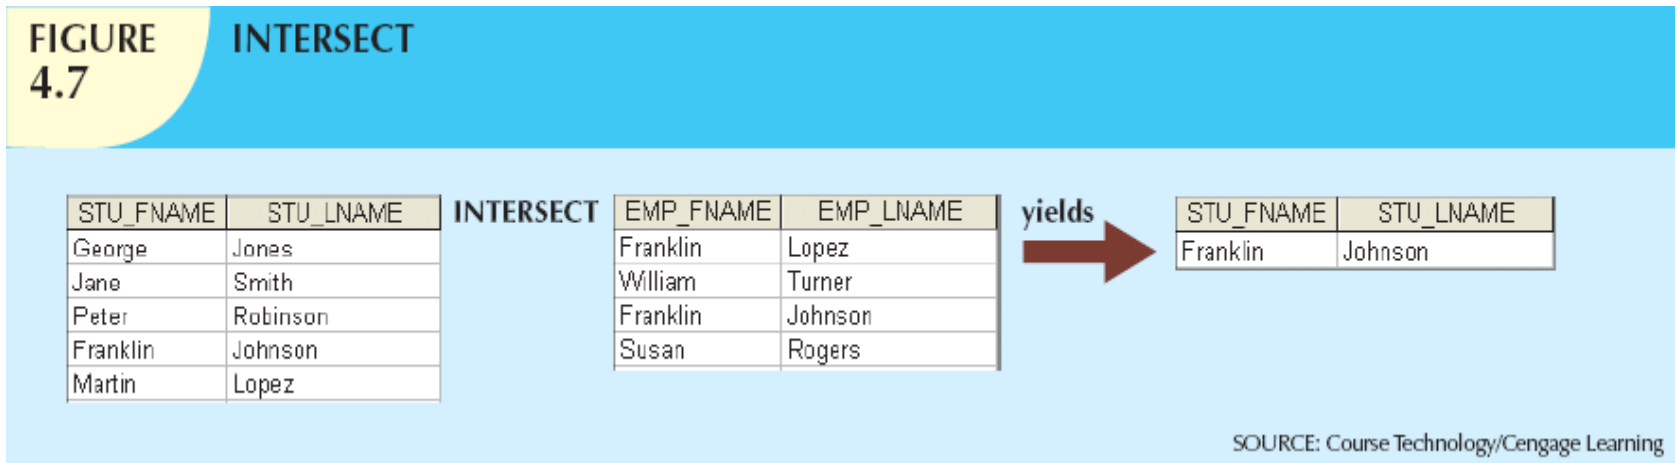 FIGURE
4.7
INTERSECT
STU_FNAME STU_LNAME
George Jones
Jane Smith
Peter Robinson
Franklin Johnson
Martin Lopez
INTERSECT
EMP_FNAME EMP_LNAME
Franklin Lopez
William Turner
Franklin Johnson
Susan Rogers
yields
STU_FNAME STU_LNAME
Franklin Johnson
SOURCE: Course Technology/Cengage Learning